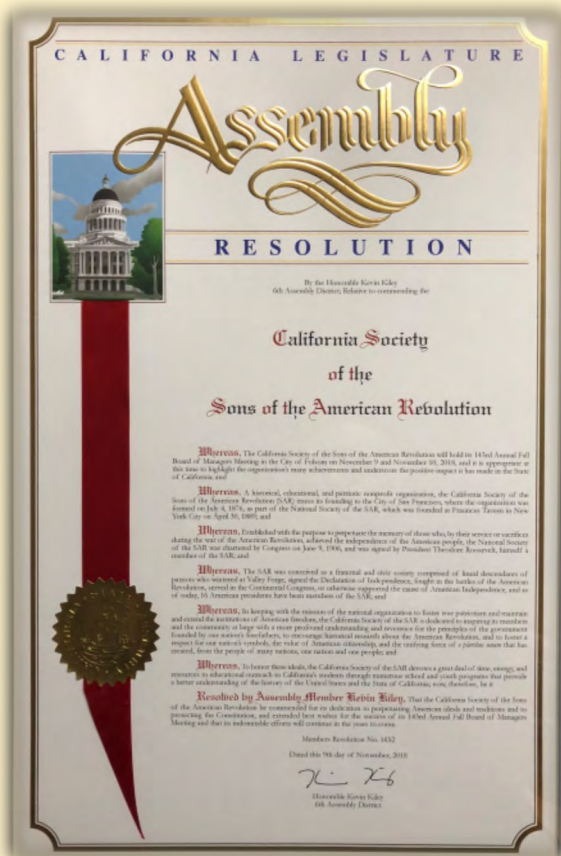 CALIFORNIA LEGISLATURE
Assembly
RESOLUTION
By the Honorable Kevin Kiley
6th Assembly District; Relative to commending the
California Society
of the
Sons of the American Revolution
Whereas, The California Society of the Sons of the American Revolution will hold its 143rd Annual Fall
Board of Managers Meeting in the City of Folsom on November 9 and November 10, 2018, and it is appropriate at
this time to highlight the organization's many achievements and underscore the positive impact it has made in the State
of California; and
Whereas, A historical, educational, and patriotic nonprofit organization, the California Society of the
Sons of the American Revolution (SAR) traces its founding to the City of San Francisco, where the organization was
formed on July 4, 1876, as part of the National Society of the SAR, which was founded at Fraunces Tavern in New
York City on April 30, 1889; and
Whereas, Established with the purpose to perpetuate the memory of those who, by their service or sacrifice
during the war of the American Revolution, achieved the independence of the American people, the National Society
of the SAR was chartered by Congress on June 9, 1906, and was signed by President Theodore Roosevelt, himself a
member of the SAR; and
Whereas, The SAR was conceived as a fraternal and civic society comprised of lineal descendants of
patriots who wintered at Valley Forge, signed the Declaration of Independence, fought in the battles of the American
Revolution, served in the Continental Congress, or otherwise supported the cause of American Independence, and as
of today, 16 American presidents have been members of the SAR; and
Whereas, In keeping with the mission of the national organization to foster true patriotism and maintain
and extend the institutions of American freedom, the California Society of the SAR is dedicated to inspiring its members
and the community at large with a more profound understanding and reverence for the principles of the government
founded by our nation's forefathers, to encourage historical research about the American Revolution, and to foster a
respect for our nation's symbols, the value of American citizenship, and the unifying force of e pluribus unum that has
created, from the people of many nations, one nation and one people; and
Whereas, To honor these ideals, the California Society of the SAR devotes a great deal of time, energy, and
resources to educational outreach to California's students through numerous school and youth programs that provide
a better understanding of the history of the United States and the State of California; now, therefore, be it
Resolved by Assembly Member Kevin Kiley, That the California Society of the Sons
of the American Revolution be commended for its dedication to perpetuating American ideals and traditions and to
protecting the Constitution, and extended best wishes for the success of its 143rd Annual Fall Board of Managers
Meeting and that its indomitable efforts will continue in the years to come.
Members Resolution No. 1432
Dated this 9th day of November, 2018
Honorable Kevin Kiley
6th Assembly District